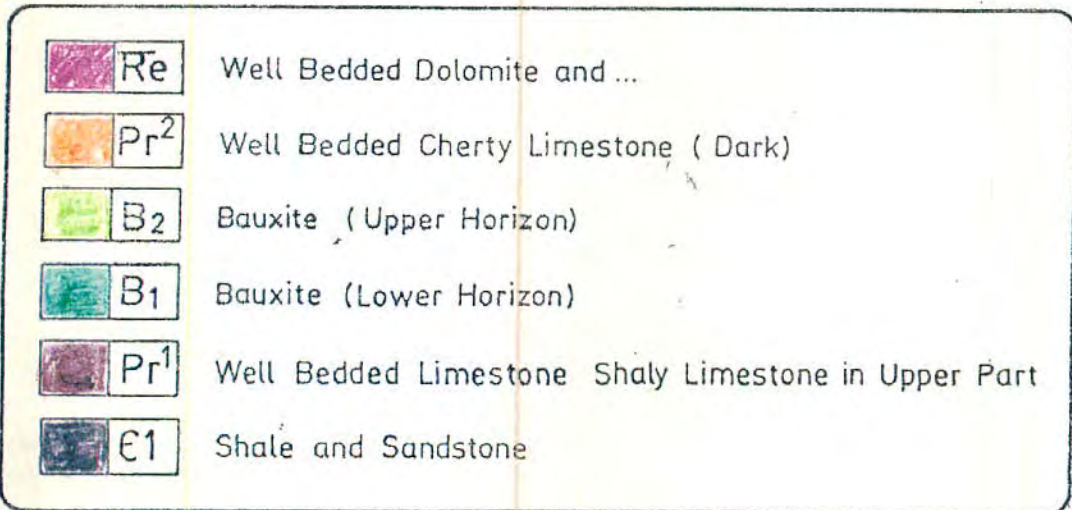 Re Well Bedded Dolomite and ...
Pr² Well Bedded Cherty Limestone ( Dark)
B₂ Bauxite ( Upper Horizon)
B₁ Bauxite (Lower Horizon)
Pr¹ Well Bedded Limestone Shaly Limestone in Upper Part
Є1 Shale and Sandstone